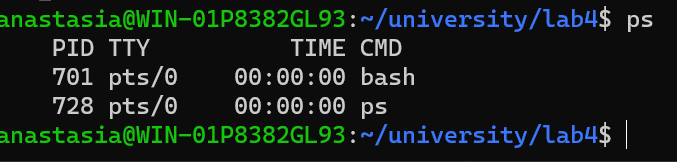 anastasia@WIN-01P8382GL93:~/university/lab4$ ps
    PID TTY          TIME CMD
    701 pts/0    00:00:00 bash
    728 pts/0    00:00:00 ps
anastasia@WIN-01P8382GL93:~/university/lab4$